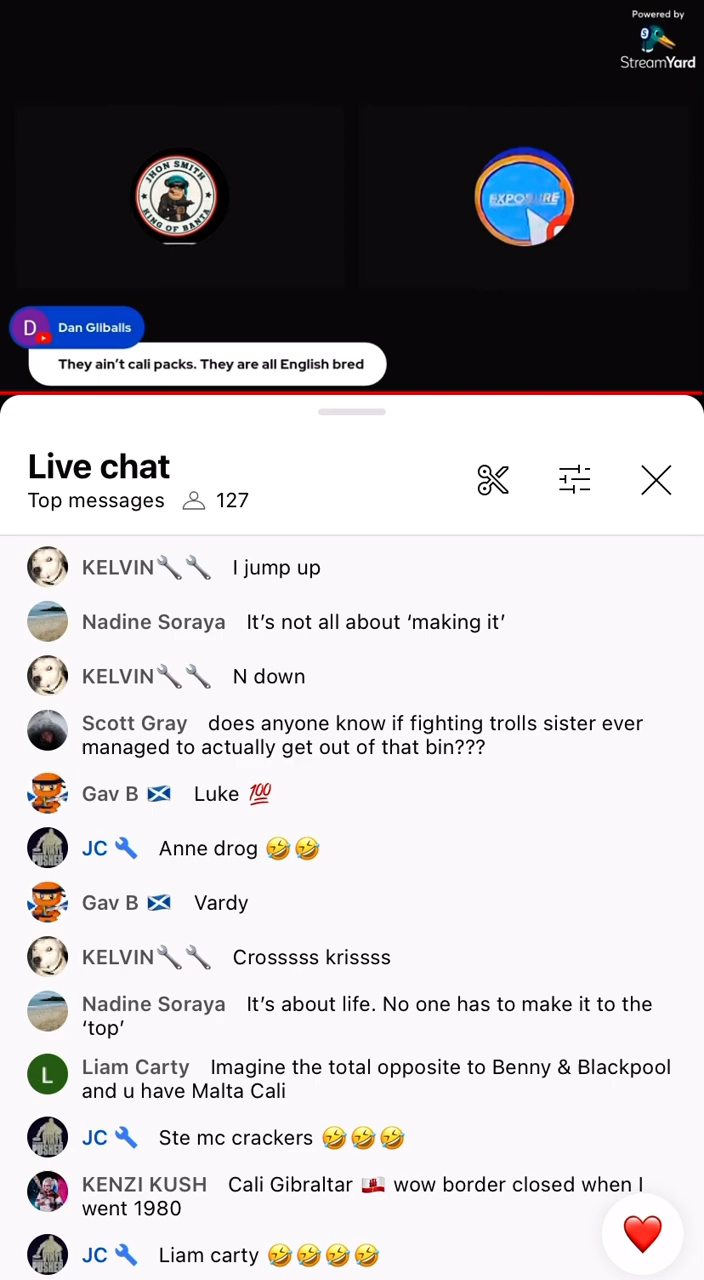 Powered by
StreamYard
JHON SMITH
KING OF BANTA
EXPOSURE
D
Dan Gliballs
They ain't cali packs. They are all English bred
Live chat
Top messages 127
KELVIN🔧🔧 I jump up
Nadine Soraya It's not all about ‘making it’
KELVIN🔧🔧 N down
Scott Gray does anyone know if fighting trolls sister ever
managed to actually get out of that bin???
Gav B 🏴󠁧󠁢󠁳󠁣󠁴󠁿 Luke 💯
JC 🔧 Anne drog 🤣🤣
Gav B 🏴󠁧󠁢󠁳󠁣󠁴󠁿 Vardy
KELVIN🔧🔧 Crosssss krissss
Nadine Soraya It's about life. No one has to make it to the
‘top’
L
Liam Carty Imagine the total opposite to Benny & Blackpool
and u have Malta Cali
JC 🔧 Ste mc crackers 🤣🤣🤣
KENZI KUSH Cali Gibraltar 🇬🇮 wow border closed when I
went 1980
JC 🔧 Liam carty 🤣🤣🤣🤣